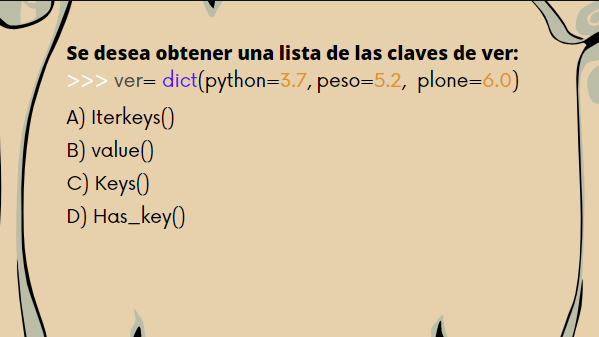 Se desea obtener una lista de las claves de ver:
>>> ver= dict(python=3.7, peso=5.2, plone=6.0)
A) Iterkeys()
B) value()
C) Keys()
D) Has_key()